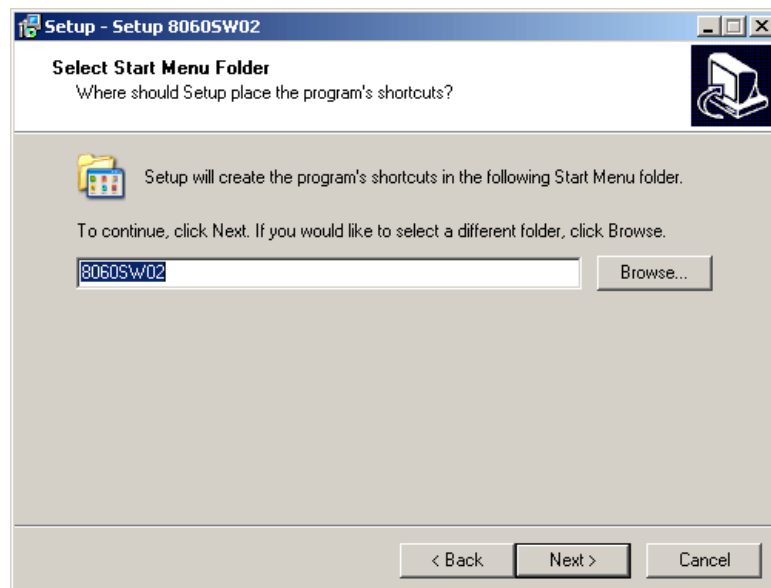 Setup - Setup 8060SW02
Select Start Menu Folder
Where should Setup place the program's shortcuts?
Setup will create the program's shortcuts in the following Start Menu folder.
To continue, click Next. If you would like to select a different folder, click Browse.
8060SW02
Browse...
< Back
Next >
Cancel